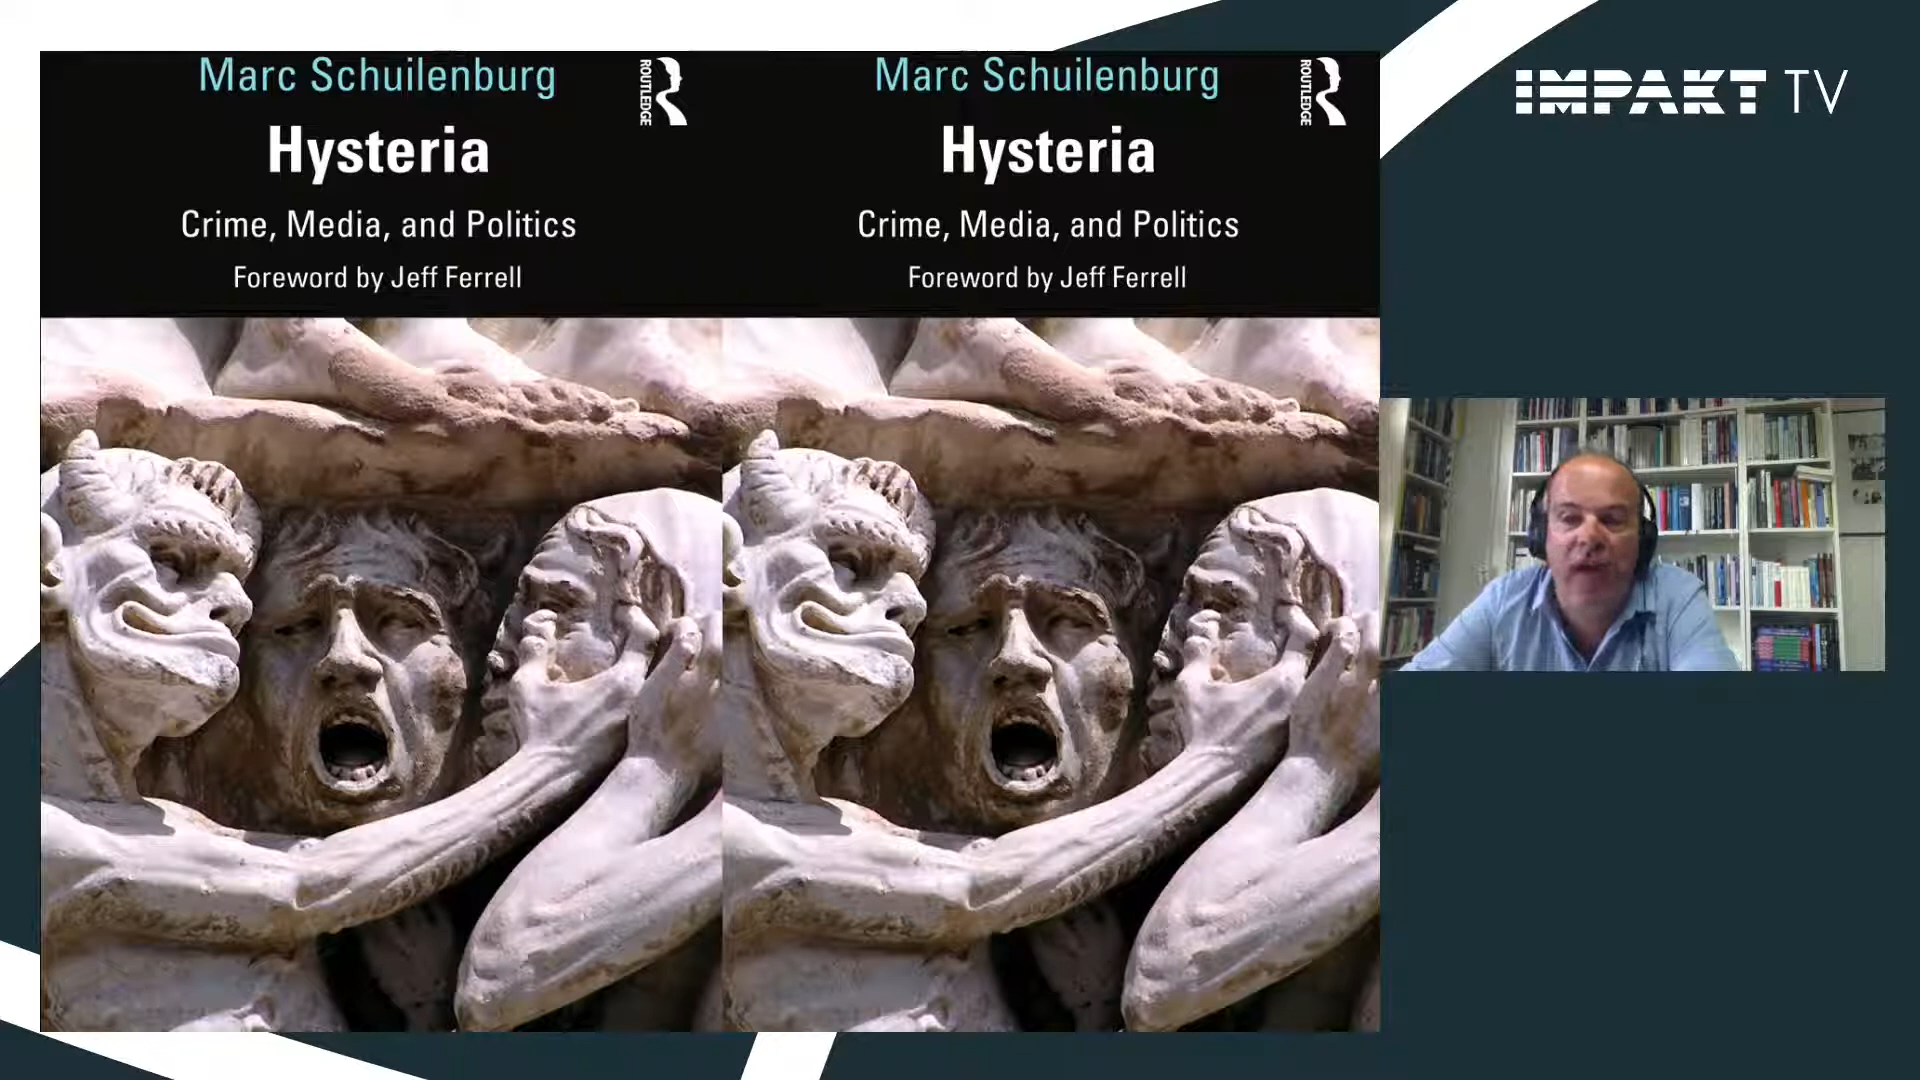 Marc Schuilenburg
ROUTLEDGE
Hysteria
Crime, Media, and Politics
Foreword by Jeff Ferrell
Marc Schuilenburg
ROUTLEDGE
Hysteria
Crime, Media, and Politics
Foreword by Jeff Ferrell
IMPAKT TV